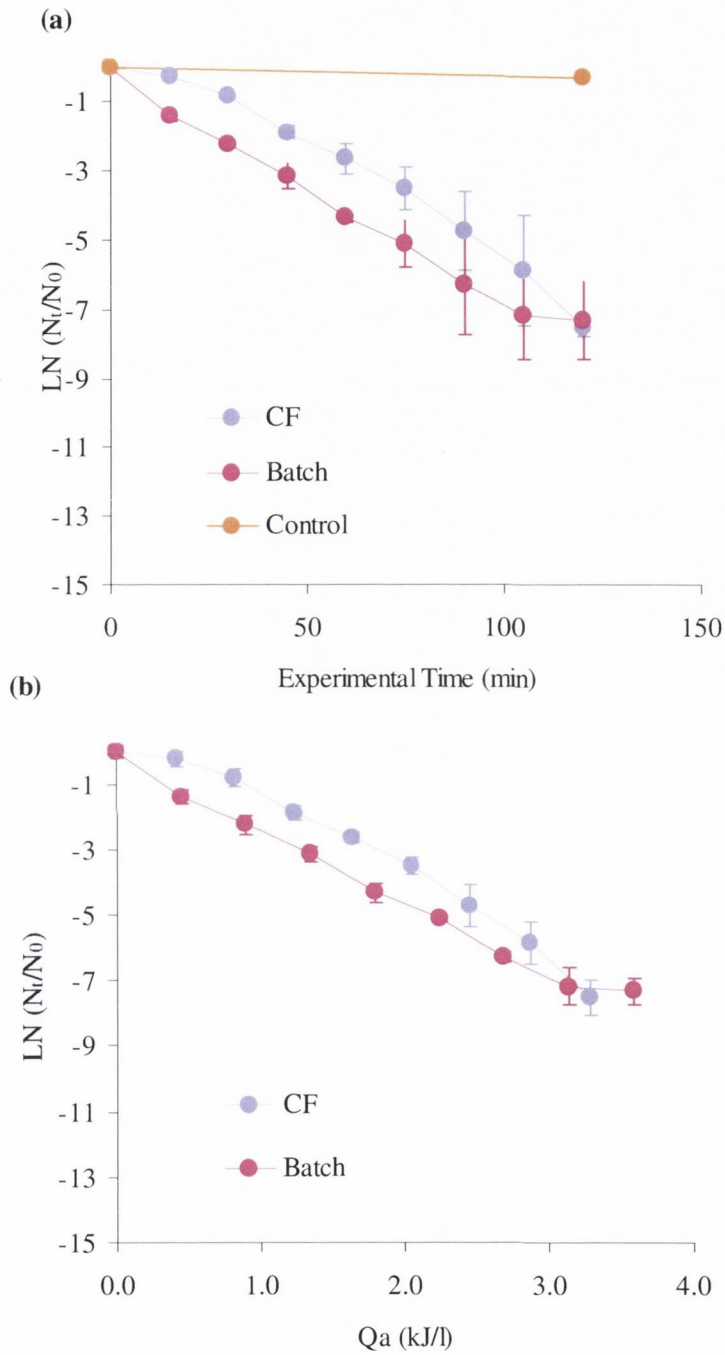 (a)
-1
-3
-5
-7
-9
-11
-13
-15
LN (Nt/N0)
CF
Batch
Control
0
50
100
150
Experimental Time (min)
(b)
-1
-3
-5
-7
-9
-11
-13
-15
LN (Nt/N0)
CF
Batch
0.0
1.0
2.0
3.0
4.0
Qa (kJ/l)